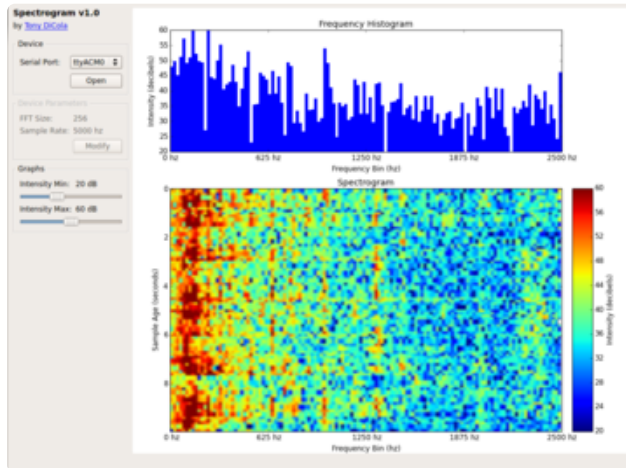 Spectrogram v1.0
by Tony DiCola
Device
Serial Port: ttyACM0
Open
Device Parameters
FFT Size: 256
Sample Rate: 5000 hz
Modify
Graphs
Intensity Min: 20 dB
Intensity Max: 60 dB
Frequency Histogram
Intensity (decibels)
60
55
50
45
40
35
30
25
20
0 hz 625 hz 1250 hz 1875 hz 2500 hz
Frequency Bin (hz)
Spectrogram
Sample Age (seconds)
0
2
4
6
8
0 hz 625 hz 1250 hz 1875 hz 2500 hz
Frequency Bin (hz)
60
56
52
48
44
40
36
32
28
24
20
Intensity (decibels)